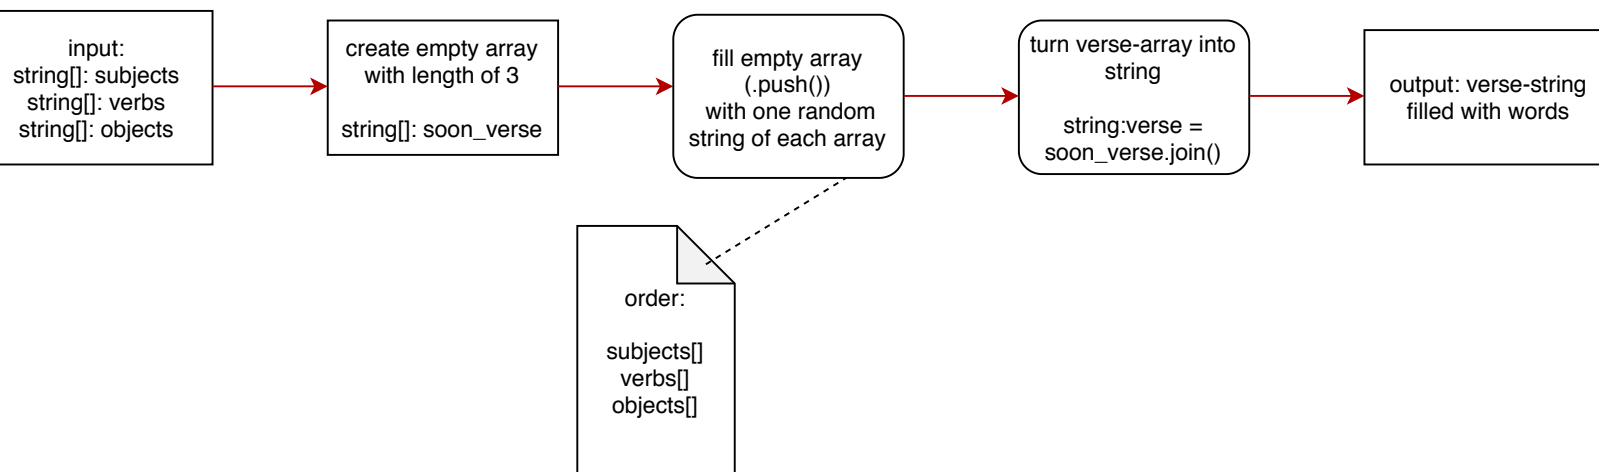 input:
string[]: subjects
string[]: verbs
string[]: objects
create empty array
with length of 3
string[]: soon_verse
fill empty array
(.push())
with one random
string of each array
turn verse-array into
string
string:verse =
soon_verse.join()
output: verse-string
filled with words
order:
subjects[]
verbs[]
objects[]